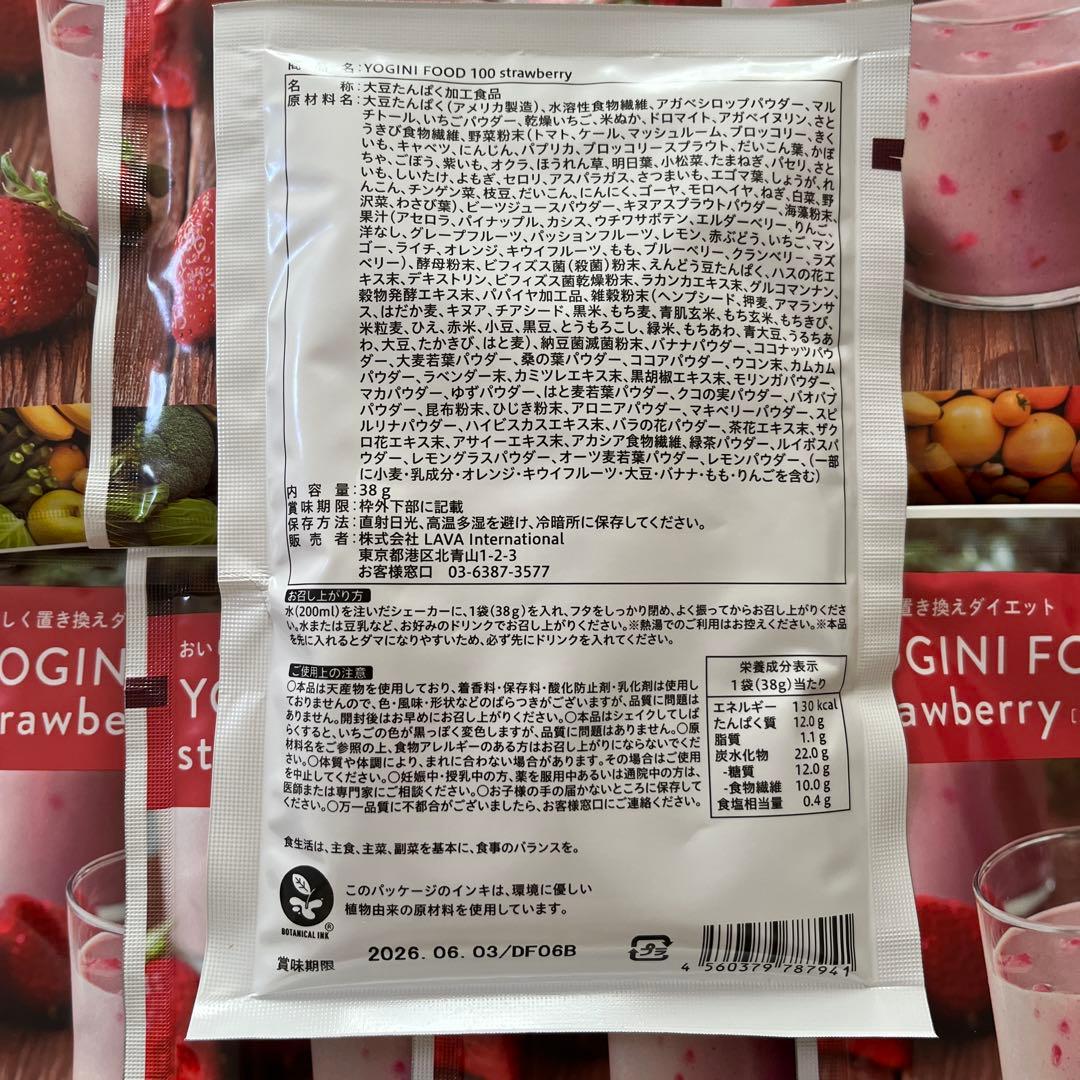 商品名:YOGINI FOOD 100 strawberry
名称:大豆たんぱく加工食品
原材料名:大豆たんぱく(アメリカ製造)、水溶性食物繊維、アガベシロップパウダー、マル
チトール、いちごパウダー、乾燥いちご、米ぬか、ドロマイト、アガベイヌリン、さと
うきび食物繊維、野菜粉末(トマト、ケール、マッシュルーム、ブロッコリー、きく
いも、キャベツ、にんじん、パプリカ、ブロッコリースプラウト、だいこん葉、かぼ
ちゃ、ごぼう、紫いも、オクラ、ほうれん草、明日葉、小松菜、たまねぎ、パセリ、さと
いも、しいたけ、よもぎ、セロリ、アスパラガス、さつまいも、エゴマ葉、しょうが、れ
んこん、チンゲン菜、枝豆、だいこん、にんにく、ゴーヤ、モロヘイヤ、ねぎ、白菜、野
沢菜、わさび葉)、ビーツジュースパウダー、キヌアスプラウトパウダー、海藻粉末、
果汁(アセロラ、パイナップル、カシス、ウチワサボテン、エルダーベリー、りんご、
洋なし、グレープフルーツ、パッションフルーツ、レモン、赤ぶどう、いちご、マン
ゴー、ライチ、オレンジ、キウイフルーツ、もも、ブルーベリー、クランベリー、ラズ
ベリー)、酵母粉末、ビフィズス菌(殺菌)粉末、えんどう豆たんぱく、ハスの花エ
キス末、デキストリン、ビフィズス菌乾燥粉末、ラカンカエキス末、グルコマンナン、
穀物発酵エキス末、パパイヤ加工品、雑穀粉末(ヘンプシード、押麦、アマランサ
ス、はだか麦、キヌア、チアシード、黒米、もち麦、青肌玄米、もち玄米、もちきび、
米粒麦、ひえ、赤米、小豆、黒豆、とうもろこし、緑米、もちあわ、青大豆、うるちあ
わ、大豆、たかきび、はと麦)、納豆菌滅菌粉末、バナナパウダー、ココナッツパウ
ダー、大麦若葉パウダー、桑の葉パウダー、ココアパウダー、ウコン末、カムカム
パウダー、ラベンダー末、カミツレエキス末、黒胡椒エキス末、モリンガパウダー、
マカパウダー、ゆずパウダー、はと麦若葉パウダー、クコの実パウダー、バオバブ
パウダー、昆布粉末、ひじき粉末、アロニアパウダー、マキベリーパウダー、スピ
ルリナパウダー、ハイビスカスエキス末、バラの花パウダー、茶花エキス末、ザク
ロ花エキス末、アサイーエキス末、アカシア食物繊維、緑茶パウダー、ルイボスパ
ウダー、レモングラスパウダー、オーツ麦若葉パウダー、レモンパウダー、(一部
に小麦・乳成分・オレンジ・キウイフルーツ・大豆・バナナ・もも・りんごを含む)
内容量:38g
賞味期限:枠外下部に記載
保存方法:直射日光、高温多湿を避け、冷暗所に保存してください。
販売者:株式会社 LAVA International
東京都港区北青山1-2-3
お客様窓口 03-6387-3577
お召し上がり方
水(200ml)を注いだシェーカーに、1袋(38g)を入れ、フタをしっかり閉め、よく振ってからお召し上がりくださ
い。水または豆乳など、お好みのドリンクでお召し上がりください。※熱湯でのご利用はお控えください。※本品
を先に入れるとダマになりやすいため、必ず先にドリンクを入れてください。
ご使用上の注意
○本品は天産物を使用しており、着香料・保存料・酸化防止剤・乳化剤は使用し
ておりませんので、色・風味・形状などのばらつきがございますが、品質に問題は
ありません。開封後はお早めにお召し上がりください。○本品はシェイクしてしば
らくすると、いちごの色が黒っぽく変色しますが、品質に問題はありません。○原
材料名をご参照の上、食物アレルギーのある方はお召し上がりにならないでくだ
さい。○体質や体調により、まれに合わない場合があります。その場合はご使用
を中止してください。○妊娠中・授乳中の方、薬を服用中あるいは通院中の方は、
医師または専門家にご相談ください。○お子様の手の届かないところに保存して
ください。○万一品質に不都合がございましたら、お客様窓口にご連絡ください。
栄養成分表示
1袋(38g)当たり
エネルギー 130 kcal
たんぱく質 12.0 g
脂質 1.1 g
炭水化物 22.0 g
-糖質 12.0 g
-食物繊維 10.0 g
食塩相当量 0.4 g
食生活は、主食、主菜、副菜を基本に、食事のバランスを。
このパッケージのインキは、環境に優しい
植物由来の原材料を使用しています。
BOTANICAL INK®
賞味期限 2026.06.03/DF06B
プラ
4 560379 787941
しく置き換えダ
OGINI
rawbe
おい
YO
st
置き換えダイエット
GINI FO
awberry